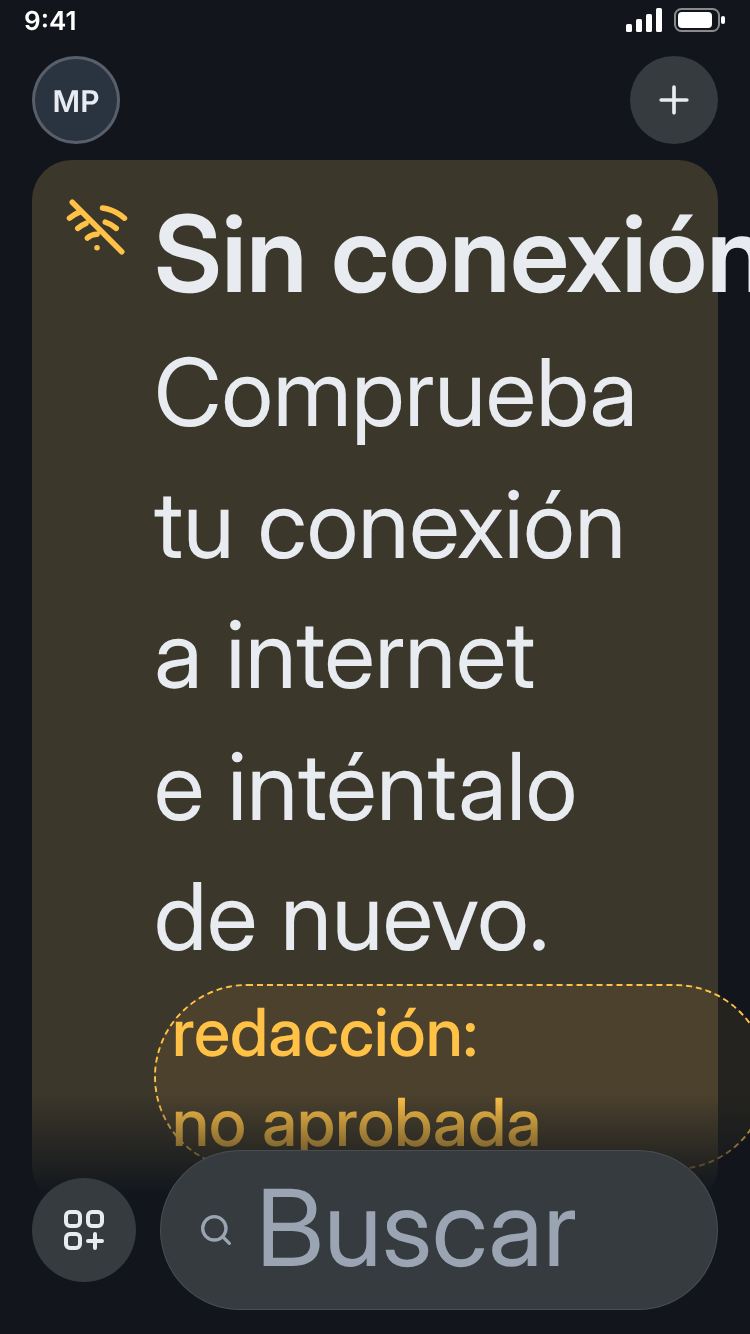 9:41
MP
Sin conexión
Comprueba
tu conexión
a internet
e inténtalo
de nuevo.
redacción:
no aprobada
Buscar